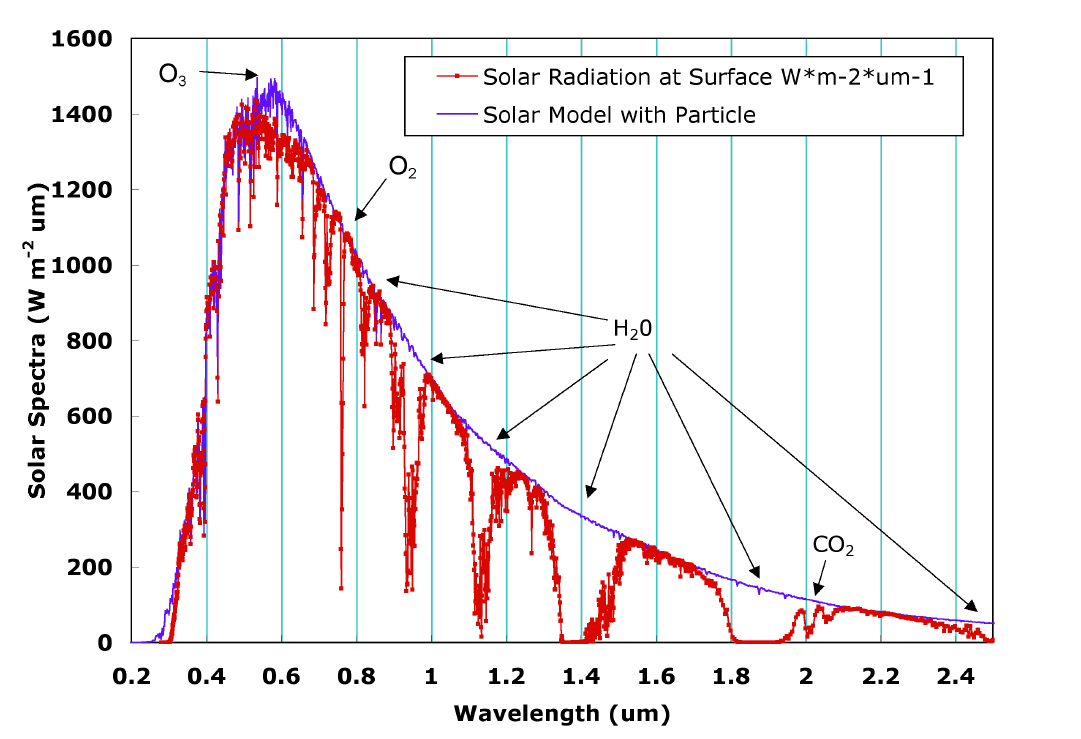 1600
1400
1200
1000
800
600
400
200
0
Solar Spectra (W m-2 um)
O3
O2
H20
CO2
Solar Radiation at Surface W*m-2*um-1
Solar Model with Particle
0.2 0.4 0.6 0.8 1 1.2 1.4 1.6 1.8 2 2.2 2.4
Wavelength (um)